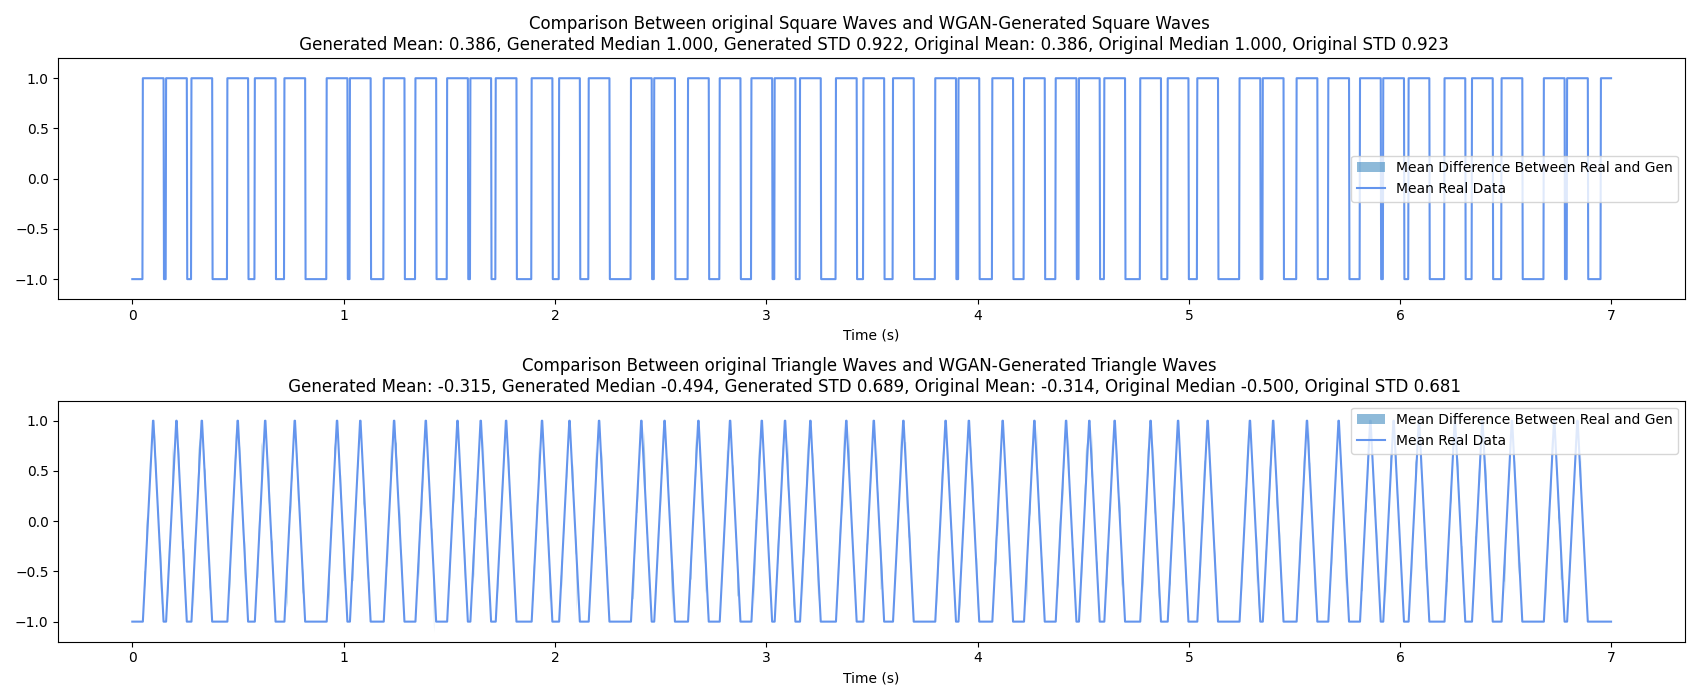 Comparison Between original Square Waves and WGAN-Generated Square Waves
Generated Mean: 0.386, Generated Median 1.000, Generated STD 0.922, Original Mean: 0.386, Original Median 1.000, Original STD 0.923
1.0
0.5
0.0
−0.5
−1.0
Mean Difference Between Real and Gen
Mean Real Data
0 1 2 3 4 5 6 7
Time (s)
Comparison Between original Triangle Waves and WGAN-Generated Triangle Waves
Generated Mean: -0.315, Generated Median -0.494, Generated STD 0.689, Original Mean: -0.314, Original Median -0.500, Original STD 0.681
1.0
0.5
0.0
−0.5
−1.0
Mean Difference Between Real and Gen
Mean Real Data
0 1 2 3 4 5 6 7
Time (s)